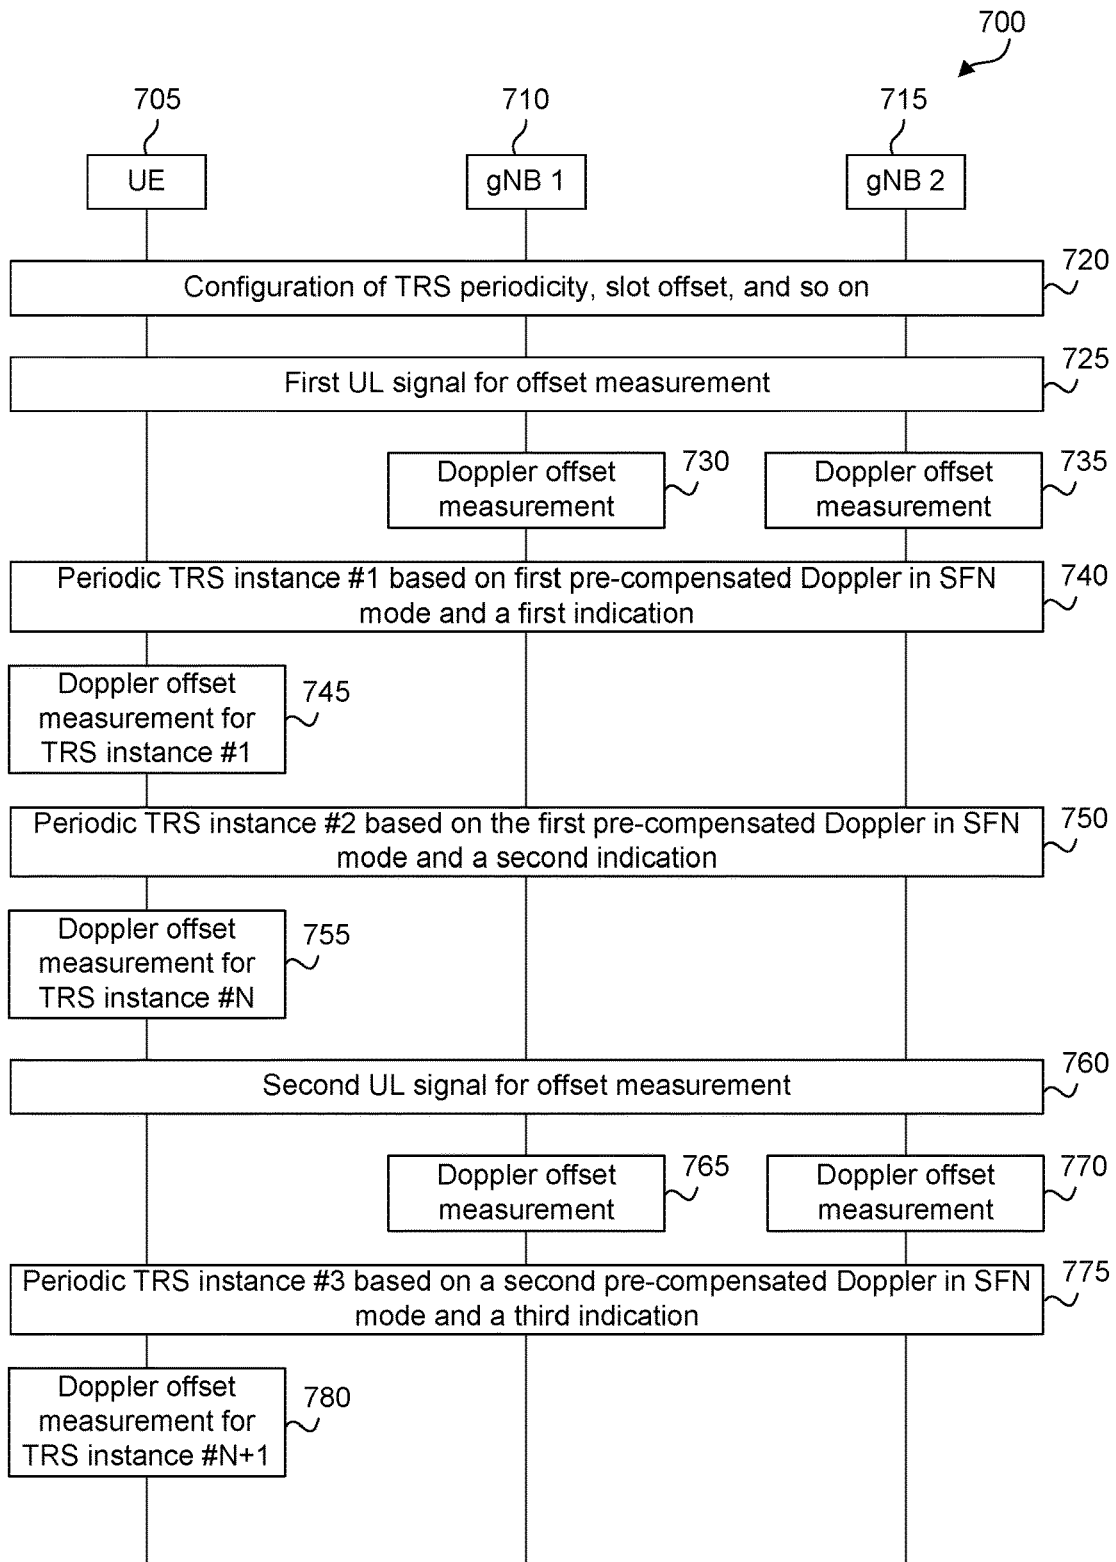 700
705
710
715
UE
gNB 1
gNB 2
720
Configuration of TRS periodicity, slot offset, and so on
725
First UL signal for offset measurement
730
735
Doppler offset
measurement
Doppler offset
measurement
740
Periodic TRS instance #1 based on first pre-compensated Doppler in SFN
mode and a first indication
745
Doppler offset
measurement for
TRS instance #1
750
Periodic TRS instance #2 based on the first pre-compensated Doppler in SFN
mode and a second indication
755
Doppler offset
measurement for
TRS instance #N
760
Second UL signal for offset measurement
765
770
Doppler offset
measurement
Doppler offset
measurement
775
Periodic TRS instance #3 based on a second pre-compensated Doppler in SFN
mode and a third indication
780
Doppler offset
measurement for
TRS instance #N+1